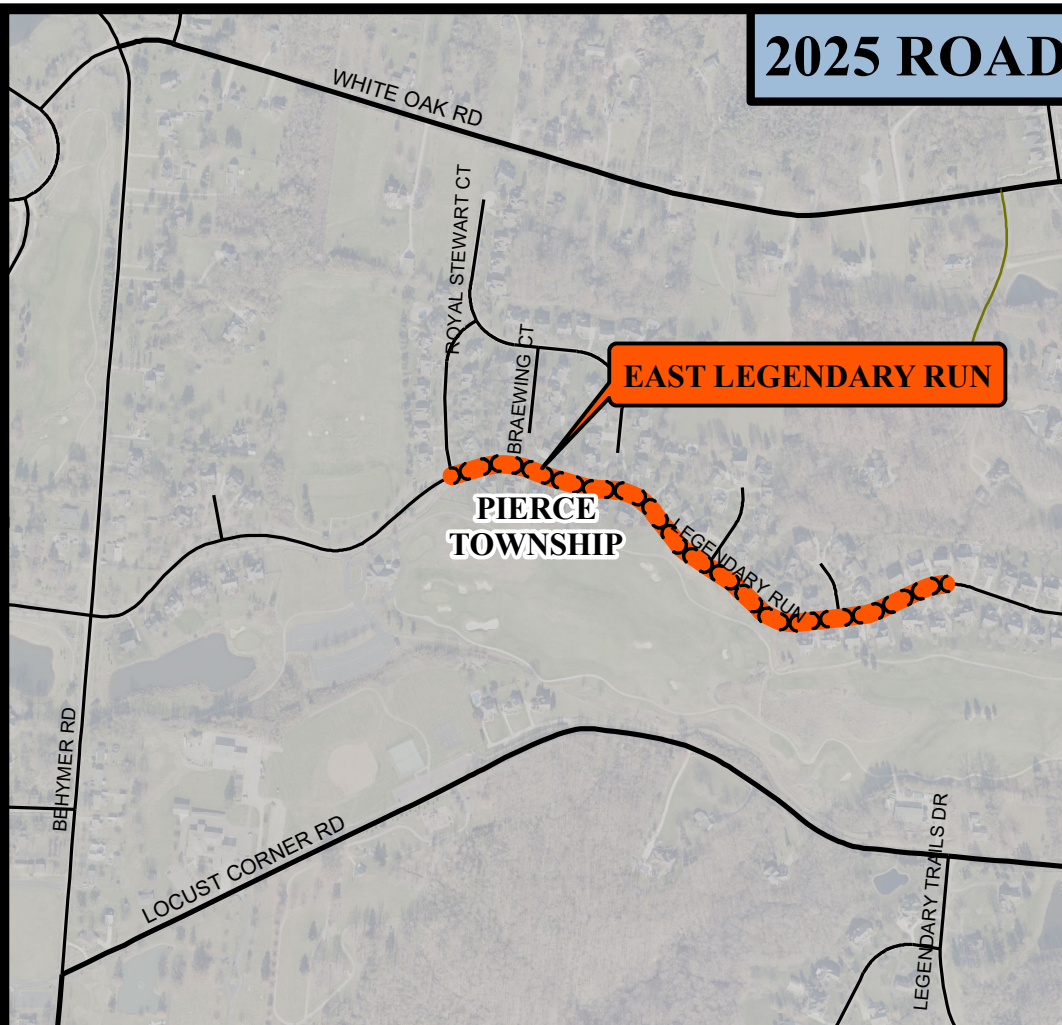 2025 ROAD
WHITE OAK RD
ROYAL STEWART CT
BRAEWING CT
EAST LEGENDARY RUN
PIERCE
TOWNSHIP
LEGENDARY RUN
BEHYMER RD
LOCUST CORNER RD
LEGENDARY TRAILS DR